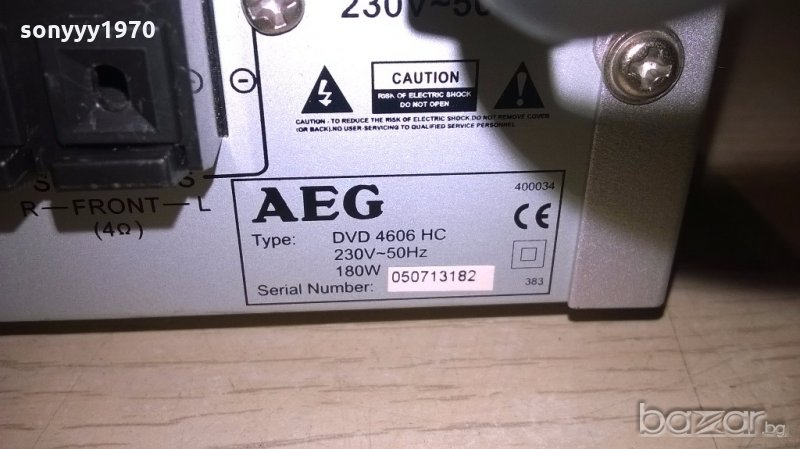 sonyyy1970
230V~50
CAUTION
RISK OF ELECTRIC SHOCK
DO NOT OPEN
CAUTION - TO REDUCE THE RISK OF ELECTRIC SHOCK.DO NOT REMOVE COVER
(OR BACK).NO USER-SERVICING TO QUALIFIED SERVICE PERSONNEL.
R—FRONT—L
(4Ω)
AEG
400034
CE
Type: DVD 4606 HC
230V~50Hz
180W
Serial Number: 050713182
383
bazar.bg